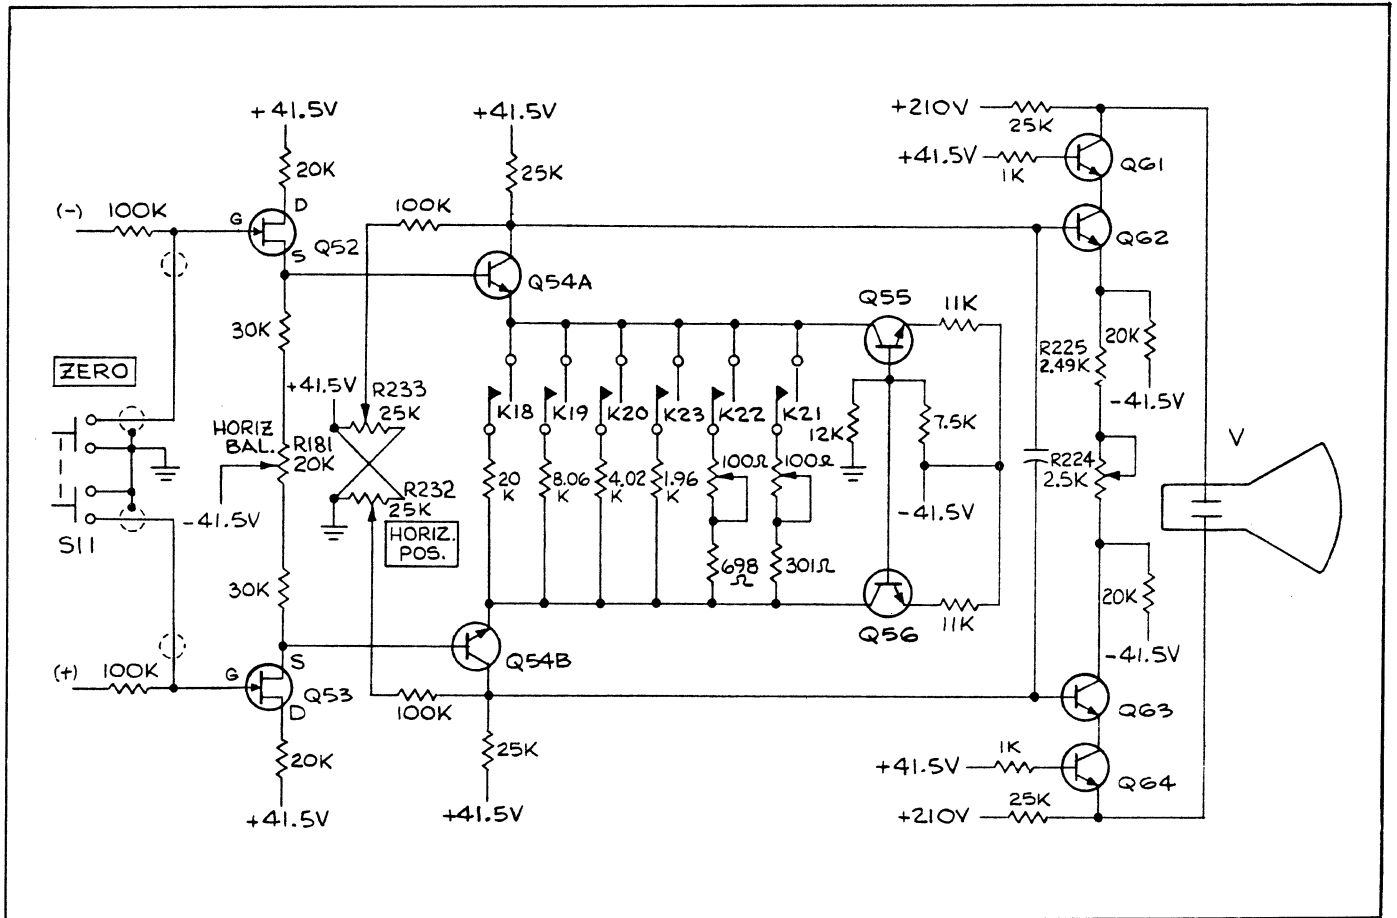 +41.5V
20K
(-)
100K
G
D
S
Q52
30K
ZERO
HORIZ
BAL.
R181
20K
-41.5V
S11
30K
(+)
100K
G
S
D
Q53
20K
+41.5V
+41.5V
25K
100K
Q54A
+41.5V
R233
25K
R232
25K
HORIZ.
POS.
K18
K19
K20
K23
K22
K21
20
K
8.06
K
4.02
K
1.96
K
100Ω
100Ω
698
Ω
301Ω
Q54B
100K
25K
+41.5V
Q55
11K
12K
7.5K
-41.5V
Q56
11K
+210V
25K
+41.5V
1K
Q61
Q62
R225
2.49K
20K
-41.5V
R224
2.5K
20K
-41.5V
Q63
+41.5V
1K
Q64
+210V
25K
V